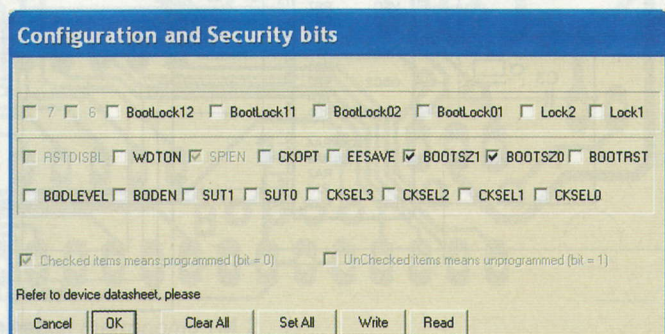 Configuration and Security bits
7 6 BootLock12 BootLock11 BootLock02 BootLock01 Lock2 Lock1
RSTDISBL WDTON SPIEN CKOPT EESAVE BOOTSZ1 BOOTSZ0 BOOTRST
BODLEVEL BODEN SUT1 SUT0 CKSEL3 CKSEL2 CKSEL1 CKSEL0
Checked items means programmed (bit = 0) UnChecked items means unprogrammed (bit = 1)
Refer to device datasheet, please
Cancel OK Clear All Set All Write Read